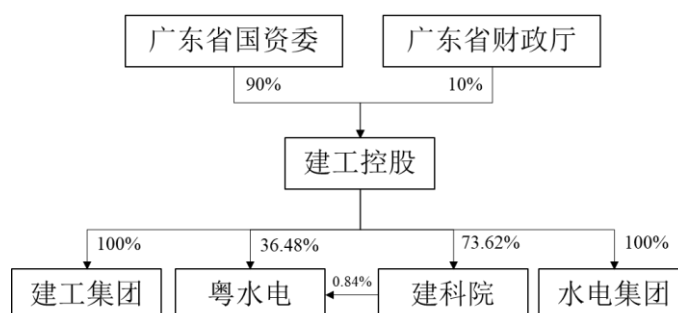 广东省国资委
广东省财政厅
90%
10%
建工控股
100%
36.48%
73.62%
100%
建工集团
粤水电
0.84%
建科院
水电集团